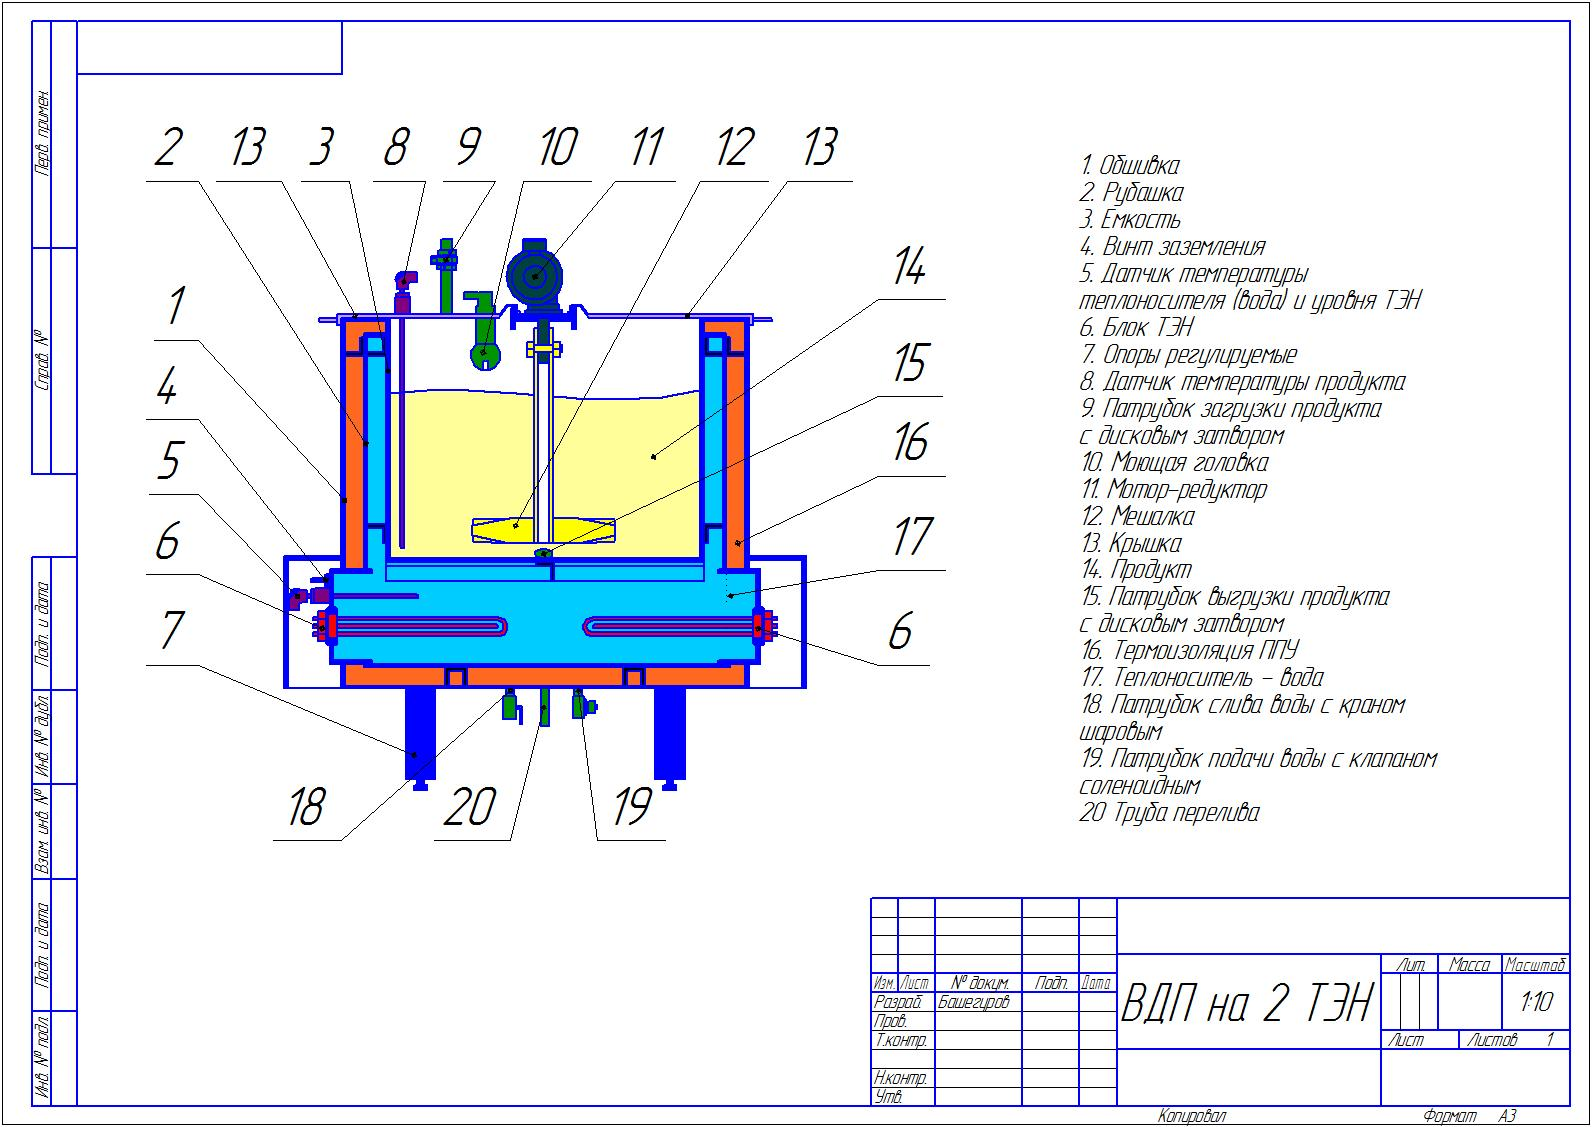 Перв. примен.
Справ. №
Подп. и дата
Инв. № дубл.
Взам. инв. №
Подп. и дата
Инв. № подл.
2
13
3
8
9
10
11
12
13
14
1
15
4
16
5
6
17
7
6
18
20
19
1. Обшивка
2. Рубашка
3. Емкость
4. Винт заземления
5. Датчик температуры
теплоносителя (вода) и уровня ТЭН
6. Блок ТЭН
7. Опоры регулируемые
8. Датчик температуры продукта
9. Патрубок загрузки продукта
с дисковым затвором
10. Моющая головка
11. Мотор-редуктор
12. Мешалка
13. Крышка
14. Продукт
15. Патрубок выгрузки продукта
с дисковым затвором
16. Термоизоляция ППУ
17. Теплоноситель - вода
18. Патрубок слива воды с краном
шаровым
19. Патрубок подачи воды с клапаном
соленоидным
20 Труба перелива
Изм. Лист № докум. Подп. Дата
Разраб. Башегуров
Пров.
Т.контр.
Н.контр.
Утв.
ВДП на 2 ТЭН
Лит. Масса Масштаб
1:10
Лист Листов 1
Копировал Формат А3